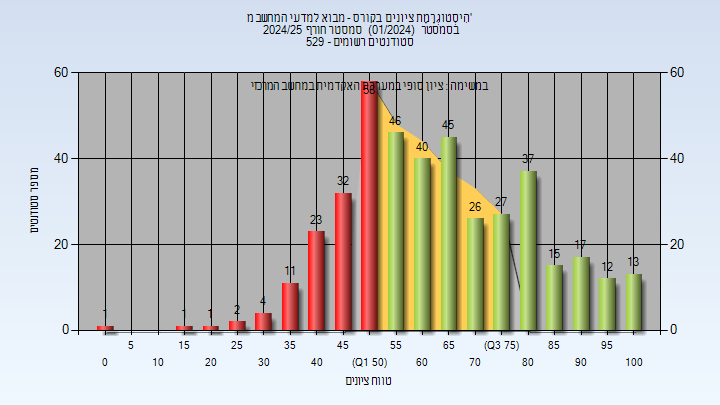 היסטוגרמת ציונים בקורס - מבוא למדעי המחשב מ'
בסמסטר (01/2024) סמסטר חורף 2024/25
529 - סטודנטים רשומים
במשימה: ציון סופי במערכת האקדמית במחשב המרכזי
60 60
40 40
20 20
0 0
מספר סטודנטים
1 1 1 2 4 11 23 32 58 46 40 45 26 27 37 15 17 12 13
5 15 25 35 45 55 65 (Q3 75) 85 95
0 10 20 30 40 (Q1 50) 60 70 80 90 100
טווח ציונים